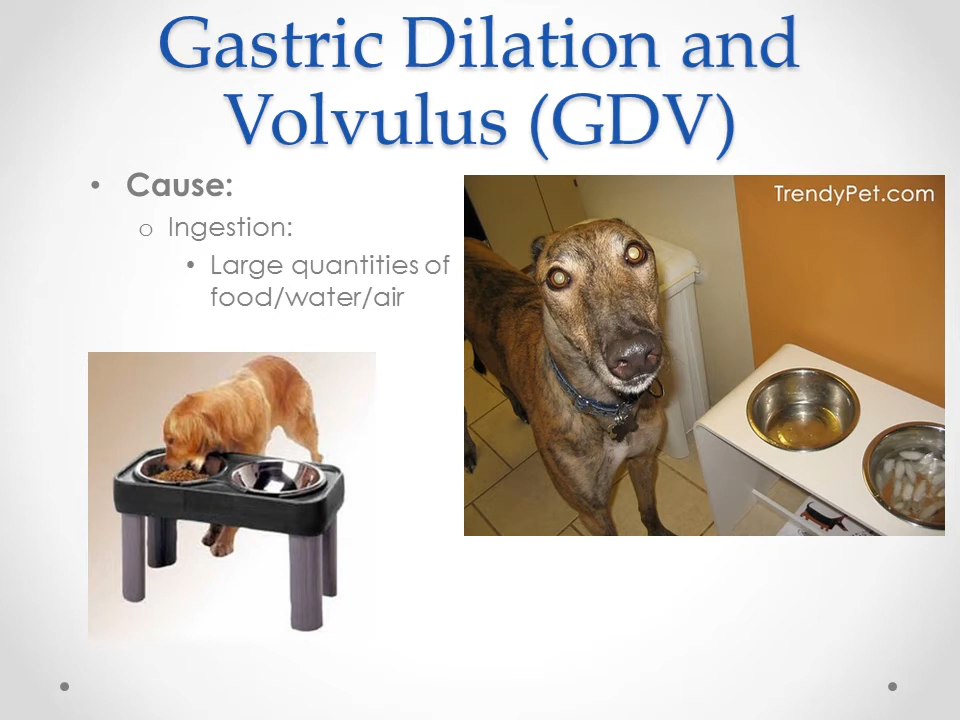 Gastric Dilation and
Volvulus (GDV)
• Cause:
o Ingestion:
• Large quantities of
food/water/air
TrendyPet.com